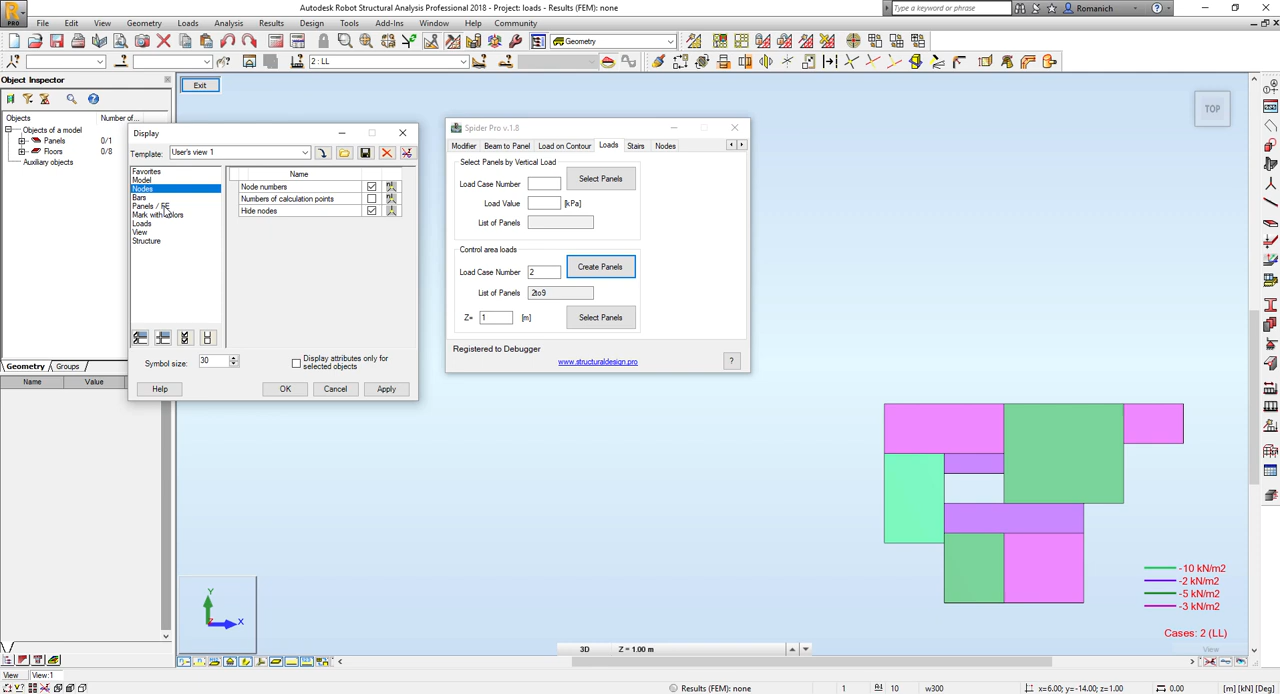 Autodesk Robot Structural Analysis Professional 2018 - Project: loads - Results (FEM): none
Type a keyword or phrase
Romanich
PRO
File Edit View Geometry Loads Analysis Results Design Tools Add-Ins Window Help Community
Geometry
2 : LL
Object Inspector
Exit
Objects Number of...
Objects of a model
Panels 0/1
Floors 0/8
Auxiliary objects
Display
Template: User's view 1
Favorites
Model
Nodes
Bars
Panels / FE
Mark with colors
Loads
View
Structure
Name
Node numbers
Numbers of calculation points
Hide nodes
Symbol size: 30
Display attributes only for
selected objects
Help OK Cancel Apply
Spider Pro v.1.8
Modifier Beam to Panel Load on Contour Loads Stairs Nodes
Select Panels by Vertical Load
Load Case Number
Select Panels
Load Value [kPa]
List of Panels
Control area loads
Load Case Number 2
Create Panels
List of Panels 2to9
Z= 1 [m]
Select Panels
Registered to Debugger
www.structuraldesign.pro
?
TOP
Geometry Groups
Name Value
Y
Z
X
-10 kN/m2
-2 kN/m2
-5 kN/m2
-3 kN/m2
Cases: 2 (LL)
View
3D Z = 1.00 m
View View:1
Results (FEM): none
1
10
w300
x=6.00; y=-14.00; z=1.00
0.00
[m] [kN] [Deg]